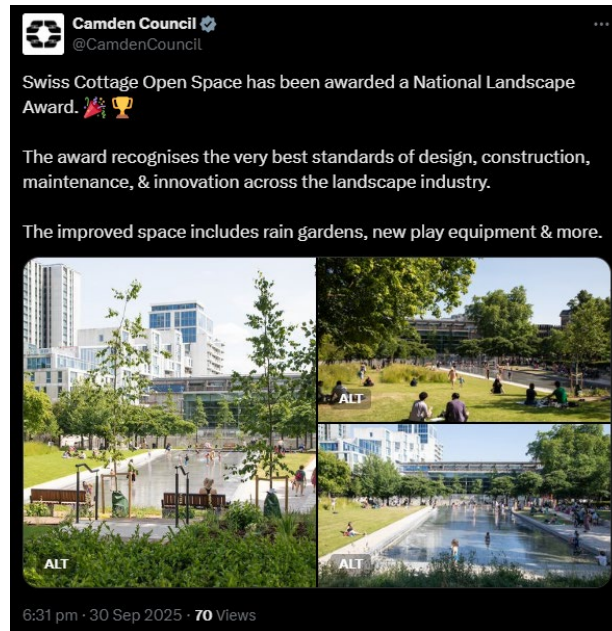 Camden Council
@CamdenCouncil
Swiss Cottage Open Space has been awarded a National Landscape
Award. 🎉 🏆
The award recognises the very best standards of design, construction,
maintenance, & innovation across the landscape industry.
The improved space includes rain gardens, new play equipment & more.
ALT
ALT
ALT
6:31 pm · 30 Sep 2025 · 70 Views